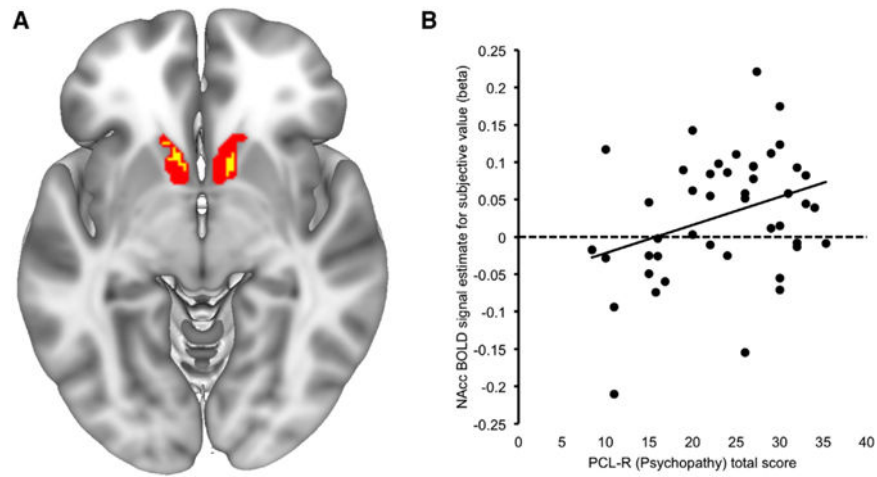 A
B
NAcc BOLD signal estimate for subjective value (beta)
0.25
0.2
0.15
0.1
0.05
0
-0.05
-0.1
-0.15
-0.2
-0.25
0 5 10 15 20 25 30 35 40
PCL-R (Psychopathy) total score